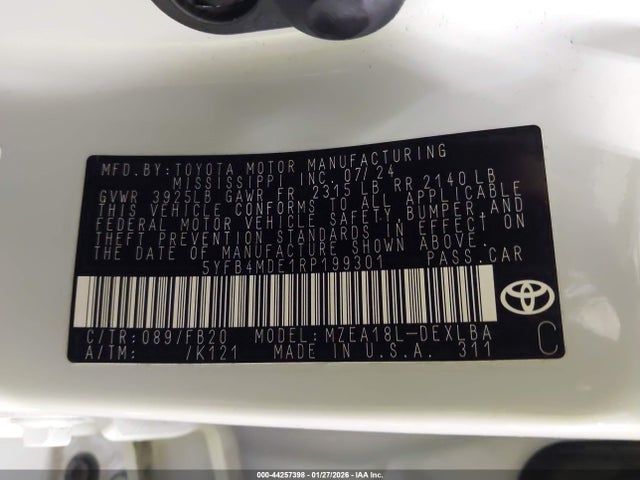 MFD.BY:TOYOTA MOTOR MANUFACTURING
MISSISSIPPI INC. 07/24
GVWR 3925LB GAWR FR 2315 LB RR 2140 LB
THIS VEHICLE CONFORMS TO ALL APPLICABLE
FEDERAL MOTOR VEHICLE SAFETY, BUMPER, AND
THEFT PREVENTION STANDARDS IN EFFECT ON
THE DATE OF MANUFACTURE SHOWN ABOVE.
5YFB4MDE1RP199301 PASS.CAR
C/TR:089/FB20 MODEL:MZEA18L-DEXLBA
A/TM: /K121 MADE IN U.S.A. 311 C
000-44257398 - 01/27/2026 - IAA Inc.